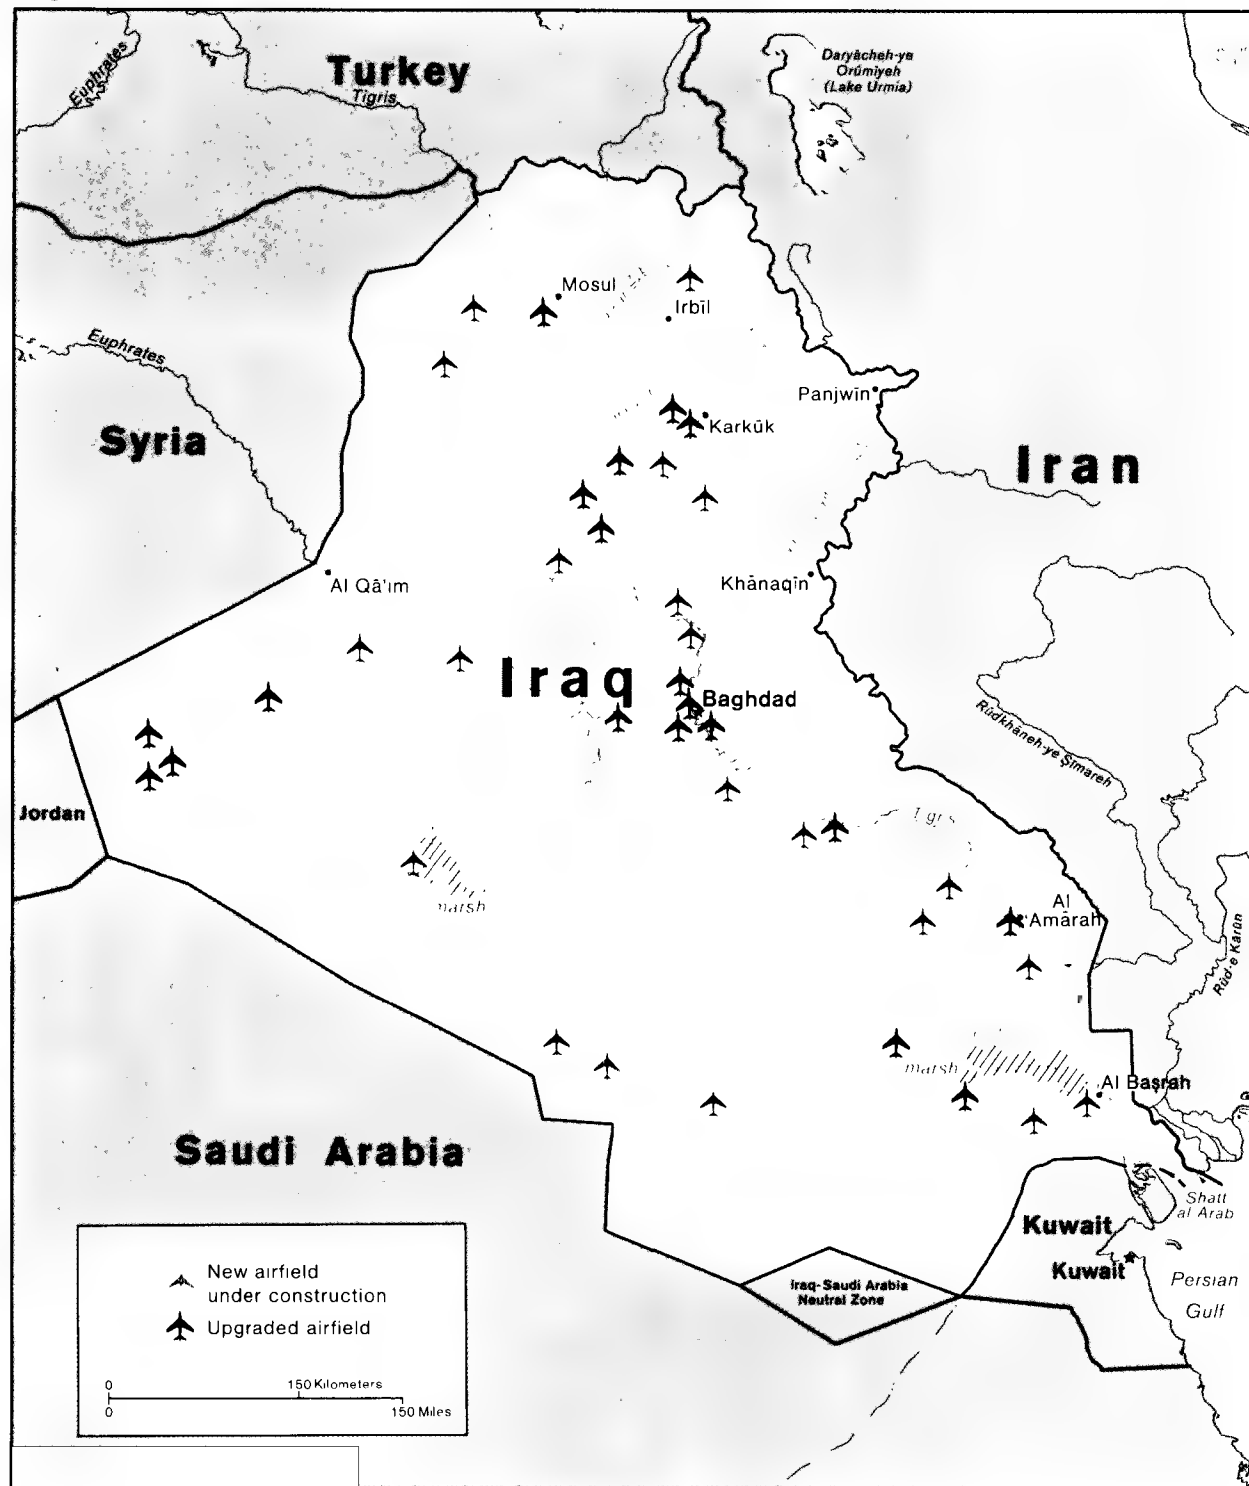 Euphrates
Turkey
Tigris
Daryācheh-ye
Orūmīyeh
(Lake Urmia)
Mosul
Irbīl
Euphrates
Panjwīn
Karkūk
Syria
Iran
Al Qā'im
Khānaqīn
Iraq
Baghdad
Rūdkhāneh-ye Şīmareh
Jordan
marsh
Al
'Amārah
Rūd-e Kārūn
marsh
Al Başrah
Saudi Arabia
Shatt
al Arab
Kuwait
Kuwait
Iraq-Saudi Arabia
Neutral Zone
Persian
Gulf
New airfield
under construction
Upgraded airfield
0 150 Kilometers
0 150 Miles